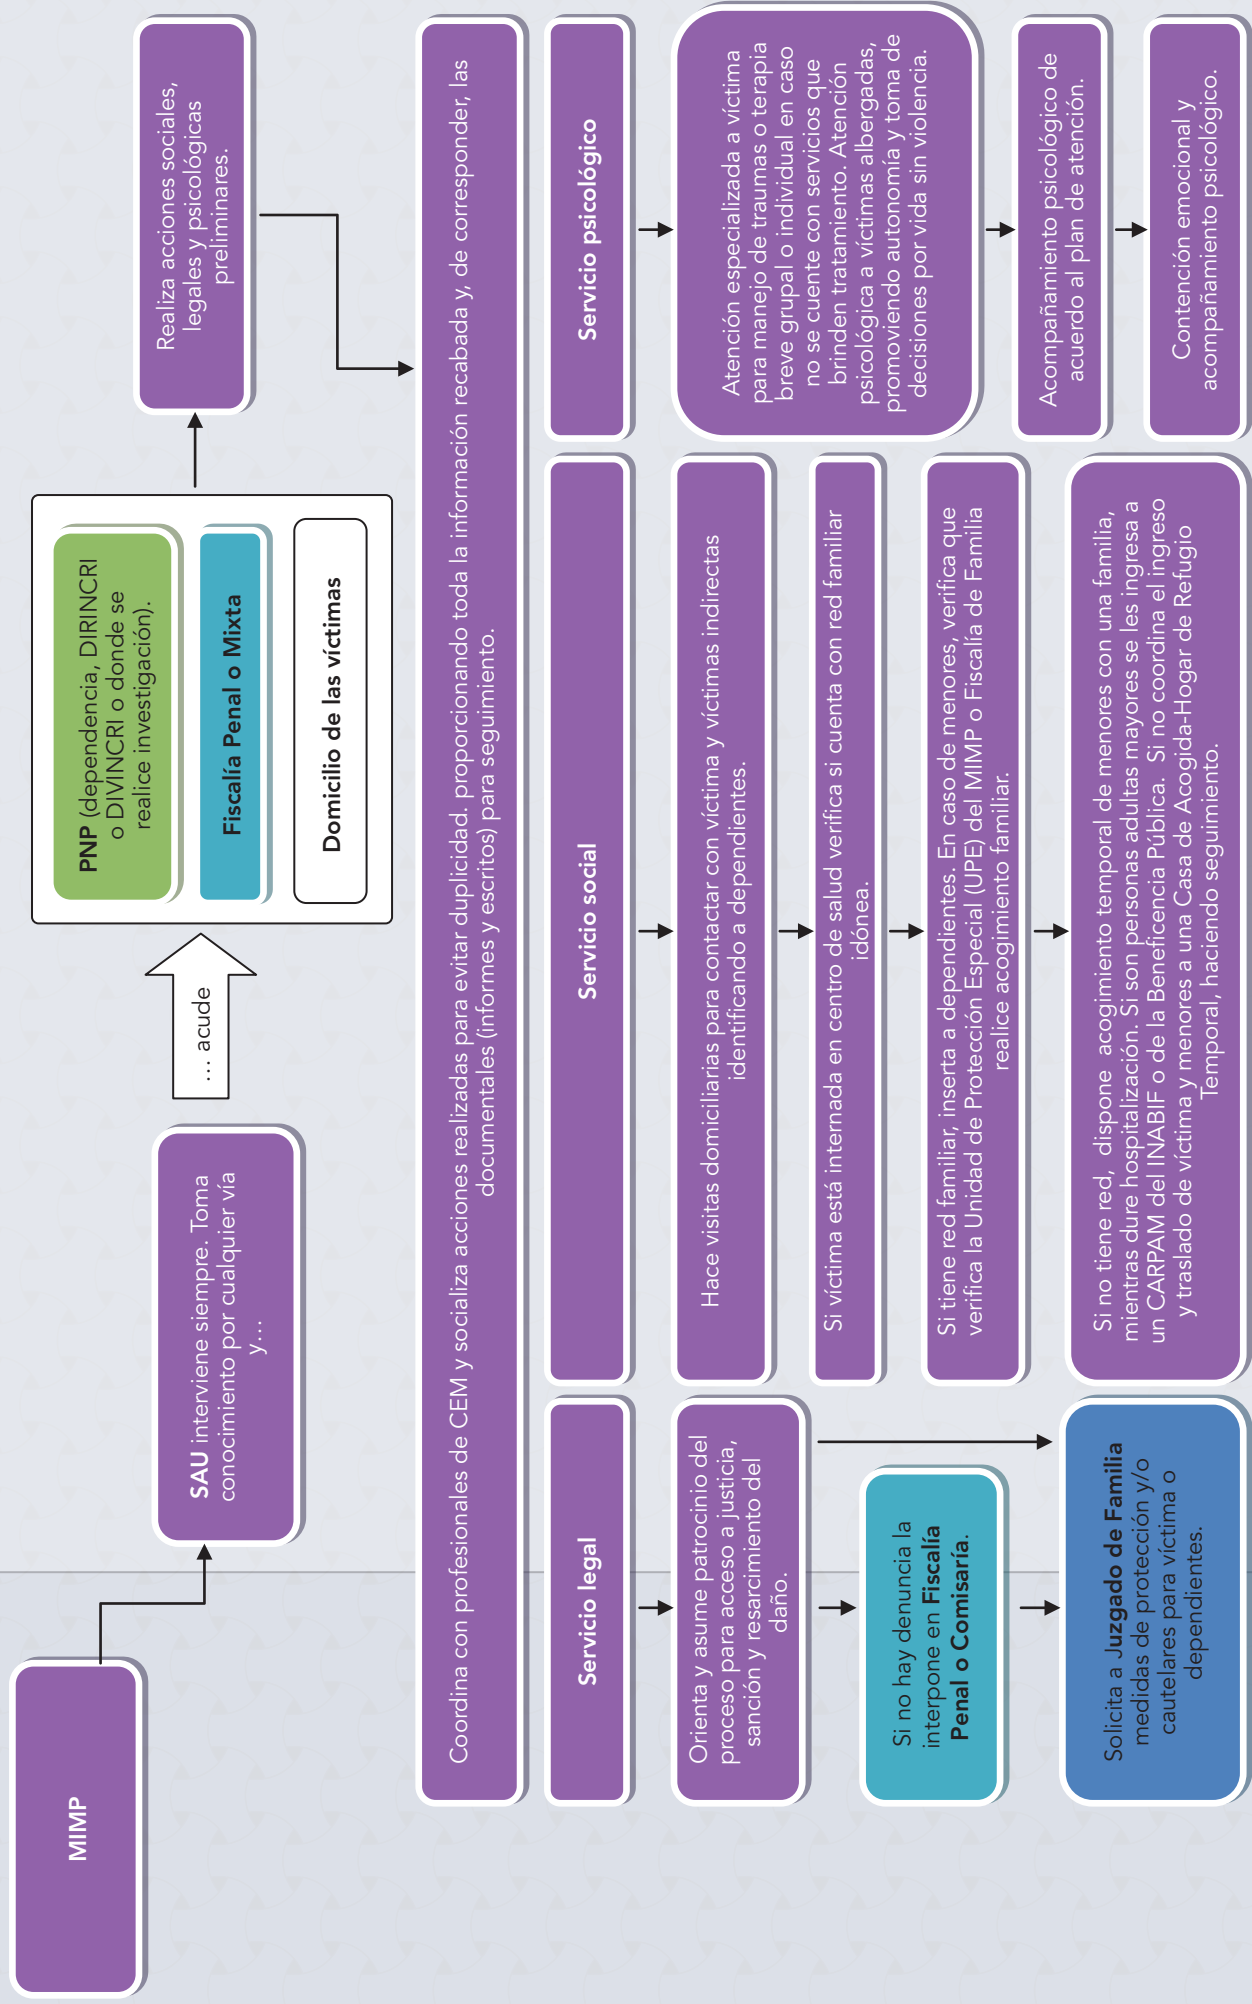 MIMP
SAU interviene siempre. Toma
conocimiento por cualquier vía
y…
… acude
PNP (dependencia, DIRINCRI
o DIVINCRI o donde se
realice investigación).
Fiscalía Penal o Mixta
Domicilio de las víctimas
Realiza acciones sociales,
legales y psicológicas
preliminares.
Coordina con profesionales de CEM y socializa acciones realizadas para evitar duplicidad. proporcionando toda la información recabada y, de corresponder, las
documentales (informes y escritos) para seguimiento.
Servicio legal
Orienta y asume patrocinio del
proceso para acceso a justicia,
sanción y resarcimiento del
daño.
Si no hay denuncia la
interpone en Fiscalía
Penal o Comisaría.
Solicita a Juzgado de Familia
medidas de protección y/o
cautelares para víctima o
dependientes.
Servicio social
Hace visitas domiciliarias para contactar con víctima y víctimas indirectas
identificando a dependientes.
Si víctima está internada en centro de salud verifica si cuenta con red familiar
idónea.
Si tiene red familiar, inserta a dependientes. En caso de menores, verifica que
verifica la Unidad de Protección Especial (UPE) del MIMP o Fiscalía de Familia
realice acogimiento familiar.
Si no tiene red, dispone acogimiento temporal de menores con una familia,
mientras dure hospitalización. Si son personas adultas mayores se les ingresa a
un CARPAM del INABIF o de la Beneficencia Pública. Si no coordina el ingreso
y traslado de víctima y menores a una Casa de Acogida-Hogar de Refugio
Temporal, haciendo seguimiento.
Servicio psicológico
Atención especializada a víctima
para manejo de traumas o terapia
breve grupal o individual en caso
no se cuente con servicios que
brinden tratamiento. Atención
psicológica a víctimas albergadas,
promoviendo autonomía y toma de
decisiones por vida sin violencia.
Acompañamiento psicológico de
acuerdo al plan de atención.
Contención emocional y
acompañamiento psicológico.